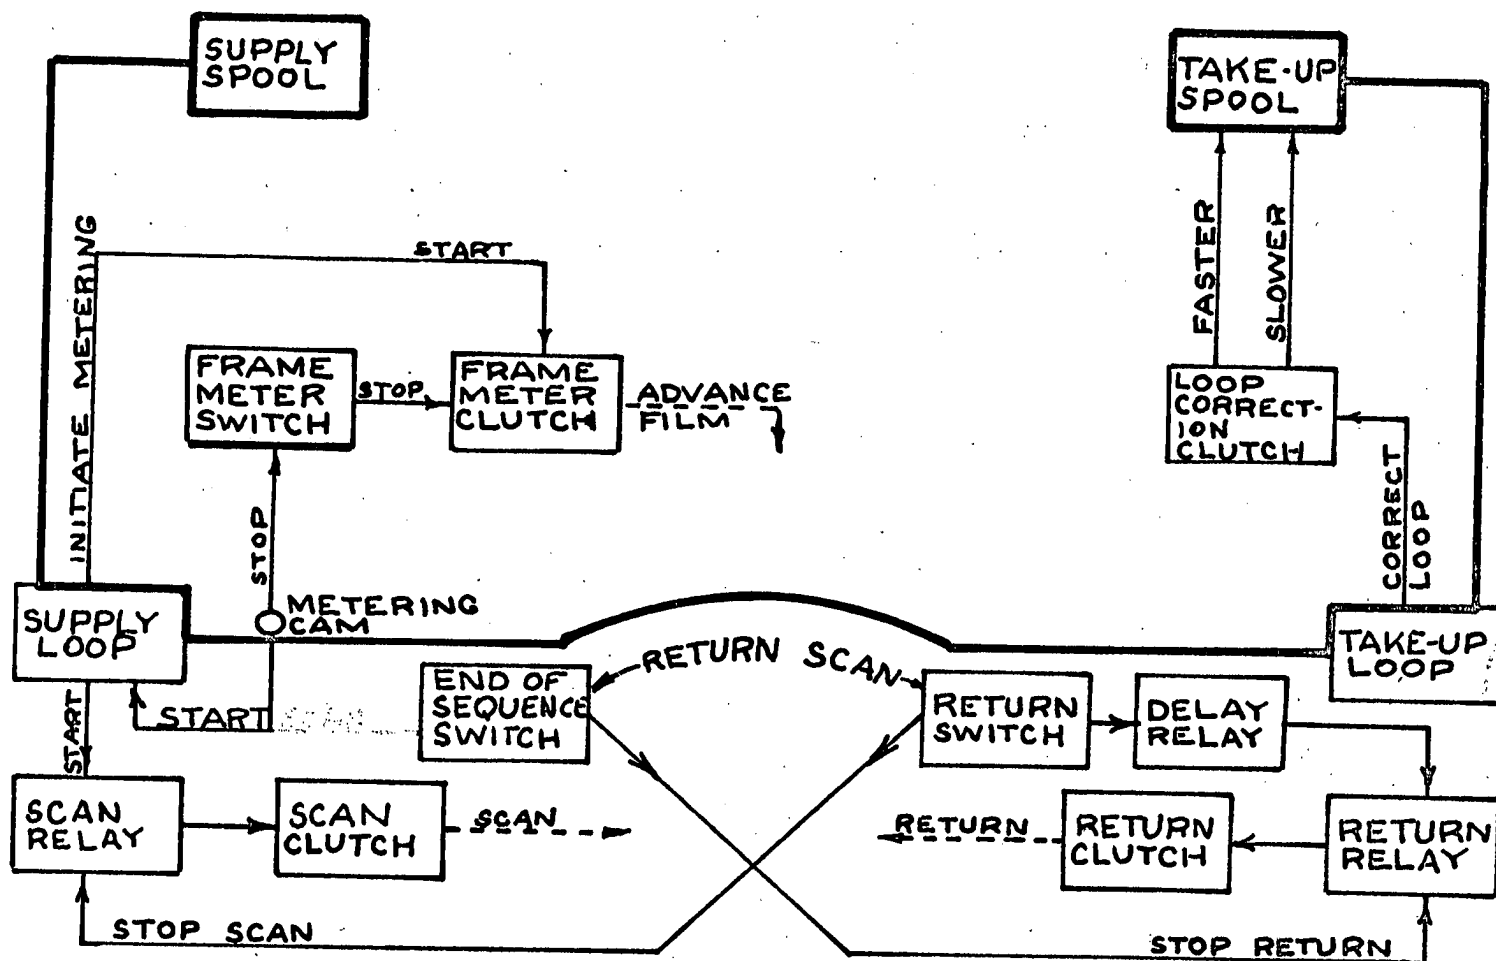 SUPPLY
SPOOL
TAKE-UP
SPOOL
INITIATE METERING
START
FASTER
SLOWER
FRAME
METER
SWITCH
STOP
FRAME
METER
CLUTCH
ADVANCE
FILM
LOOP
CORRECT-
ION
CLUTCH
STOP
CORRECT
LOOP
METERING
CAM
SUPPLY
LOOP
TAKE-UP
LOOP
RETURN SCAN
START
START
END OF
SEQUENCE
SWITCH
RETURN
SWITCH
DELAY
RELAY
SCAN
RELAY
SCAN
CLUTCH
SCAN
RETURN
RETURN
CLUTCH
RETURN
RELAY
STOP SCAN
STOP RETURN